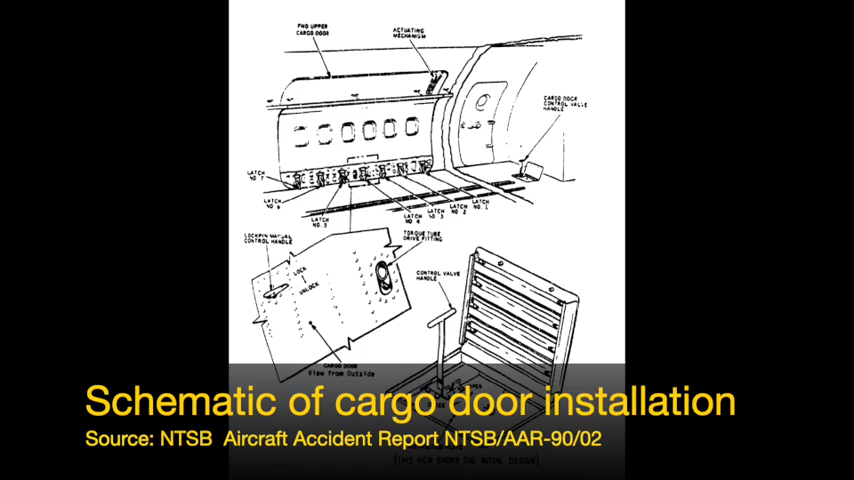 FWD UPPER
CARGO DOOR
ACTUATING
MECHANISM
CARGO DOOR
CONTROL VALVE
HANDLE
LATCH
NO. 7
LATCH
NO. 6
LATCH
NO. 5
LATCH
NO. 4
LATCH
NO. 3
LATCH
NO. 2
LATCH
NO. 1
LOCKPIN MANUAL
CONTROL HANDLE
LOCK
UNLOCK
TORQUE TUBE
DRIVE FITTING
CONTROL VALVE
HANDLE
CARGO DOOR
View from Outside
Schematic of cargo door installation
Source: NTSB Aircraft Accident Report NTSB/AAR-90/02
(THIS VIEW SHOWS THE INITIAL DESIGN)